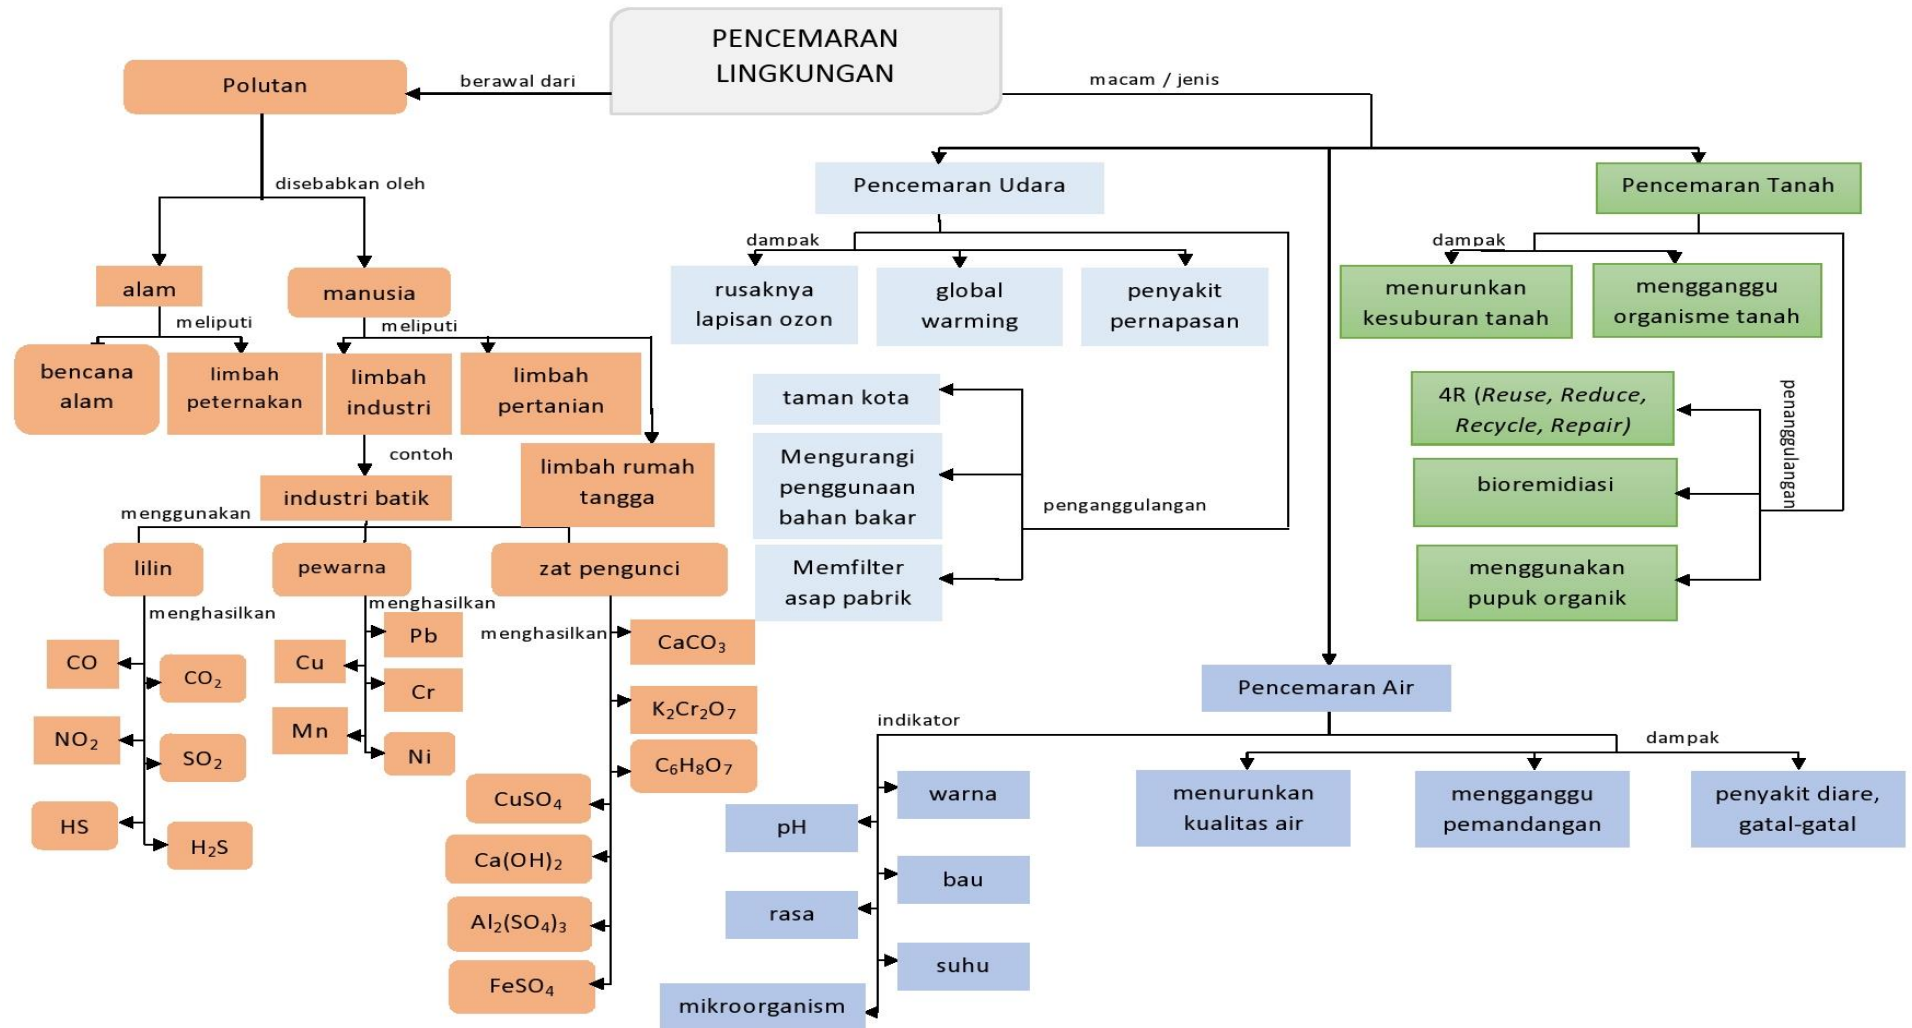 PENCEMARAN
LINGKUNGAN
berawal dari
macam / jenis
Polutan
disebabkan oleh
alam
manusia
meliputi
meliputi
bencana
alam
limbah
peternakan
limbah
industri
limbah
pertanian
limbah rumah
tangga
contoh
industri batik
menggunakan
lilin
pewarna
zat pengunci
menghasilkan
menghasilkan
menghasilkan
CO
CO₂
NO₂
SO₂
HS
H₂S
Pb
Cu
Cr
Mn
Ni
CaCO₃
K₂Cr₂O₇
C₆H₈O₇
CuSO₄
Ca(OH)₂
Al₂(SO₄)₃
FeSO₄
Pencemaran Udara
dampak
rusaknya
lapisan ozon
global
warming
penyakit
pernapasan
penganggulangan
taman kota
Mengurangi
penggunaan
bahan bakar
Memfilter
asap pabrik
Pencemaran Tanah
dampak
menurunkan
kesuburan tanah
mengganggu
organisme tanah
penanggulangan
4R (Reuse, Reduce,
Recycle, Repair)
bioremidiasi
menggunakan
pupuk organik
Pencemaran Air
indikator
warna
pH
bau
rasa
suhu
mikroorganism
dampak
menurunkan
kualitas air
mengganggu
pemandangan
penyakit diare,
gatal-gatal